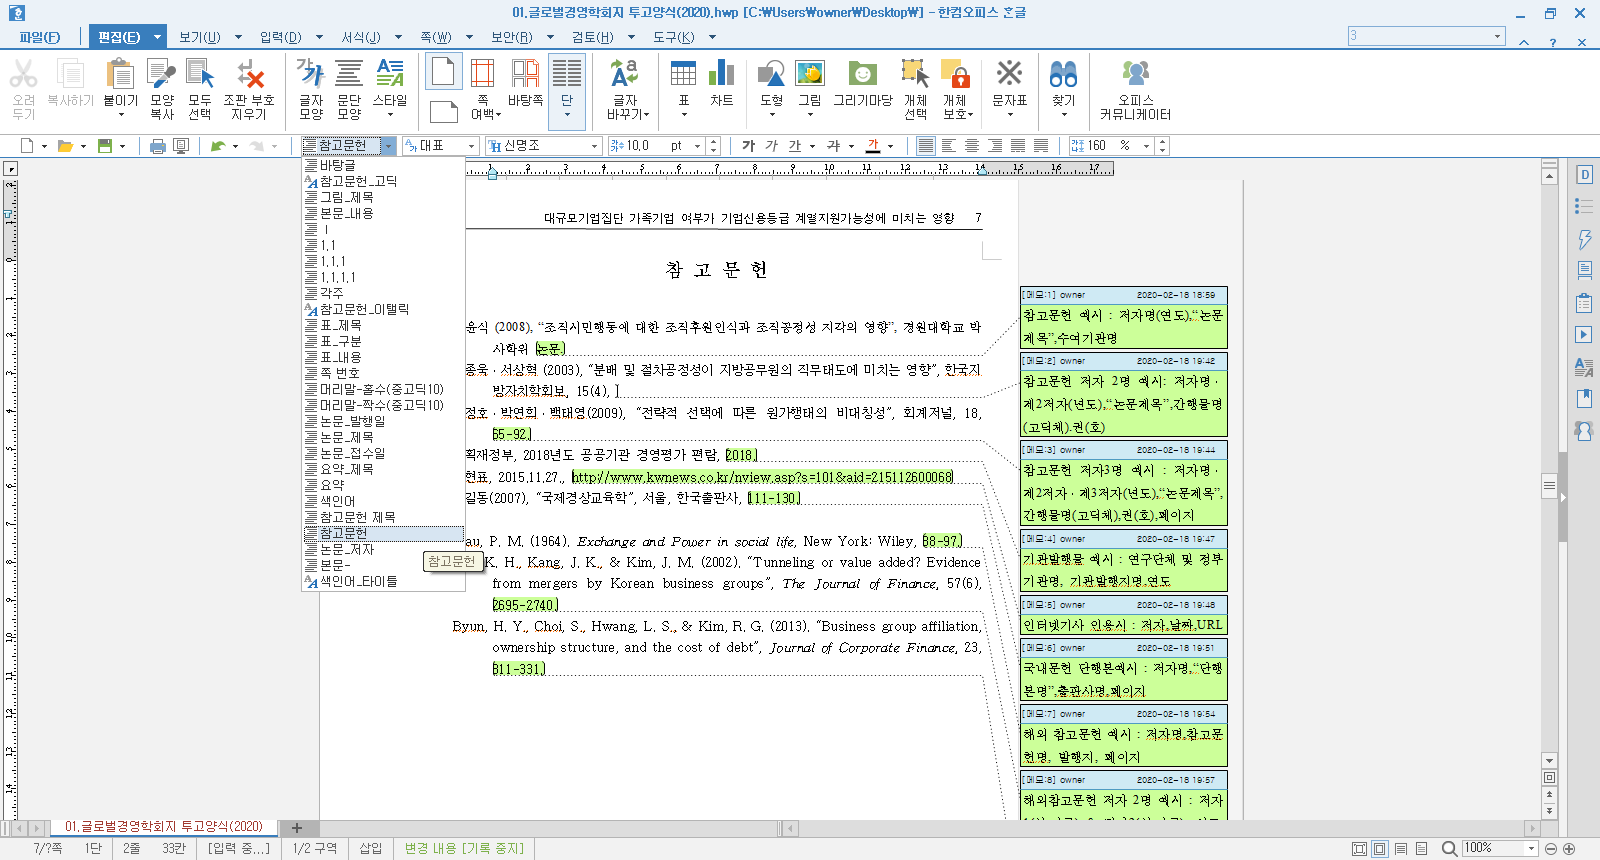 01.글로벌경영학회지 투고양식(2020).hwp [C:₩Users₩owner₩Desktop₩] - 한컴오피스 한글
파일(F) 편집(E) 보기(U) 입력(D) 서식(J) 쪽(W) 보안(R) 검토(H) 도구(K) 3
오려 두기
복사하기
붙이기
모양 복사
모두 선택
조판 부호 지우기
글자 모양
문단 모양
스타일
쪽 여백
바탕쪽
단
글자 바꾸기
표
차트
도형
그림
그리기마당
개체 선택
개체 보호
문자표
찾기
오피스 커뮤니케이터
참고문헌 대표 신명조 10.0 pt 가 가 가 가 가 160 %
바탕글
참고문헌_고딕
그림_제목
본문_내용
I
1.1
1.1.1
1.1.1.1
각주
참고문헌_이탤릭
표_제목
표_구분
표_내용
쪽 번호
머리말-홀수(중고딕10)
머리말-짝수(중고딕10)
논문_발행일
논문_제목
논문_접수일
요약_제목
요약
색인어
참고문헌 제목
참고문헌
논문_저자
본문-
색인어_타이틀
참고문헌
1 2 3 4 5 6 7 8 9 10 11 12 13 14 15 16 17
대규모기업집단 가족기업 여부가 기업신용등급 계열지원가능성에 미치는 영향 7
참 고 문 헌
윤식 (2008), “조직시민행동에 대한 조직후원인식과 조직공정성 지각의 영향”, 경원대학교 박
사학위 논문.
종욱·서상혁 (2003), “분배 및 절차공정성이 지방공무원의 직무태도에 미치는 영향”, 한국지
방자치학회보, 15(4), ]
정호·박연희·백태영(2009), “전략적 선택에 따른 원가행태의 비대칭성”, 회계저널, 18,
65-92.
획재정부, 2018년도 공공기관 경영평가 편람, 2018.
현표, 2015.11.27., http://www.kwnews.co.kr/nview.asp?s=101&aid=215112600068
길동(2007), “국제경상교육학”, 서울, 한국출판사, 111-130.
au, P. M. (1964). Exchange and Power in social life, New York: Wiley, 88-97.
K. H., Kang, J. K., & Kim, J. M. (2002). “Tunneling or value added? Evidence
from mergers by Korean business groups”, The Journal of Finance, 57(6),
2695-2740.
Byun, H. Y., Choi, S., Hwang, L. S., & Kim, R. G. (2013). “Business group affiliation,
ownership structure, and the cost of debt”, Journal of Corporate Finance, 23,
311-331.
[메모:1] owner 2020-02-18 18:59
참고문헌 예시 : 저자명(연도),“논문
제목”,수여기관명
[메모:2] owner 2020-02-18 19:42
참고문헌 저자 2명 예시: 저자명·
제2저자(년도),“논문제목”,간행물명
(고딕체).권(호)
[메모:3] owner 2020-02-18 19:44
참고문헌 저자3명 예시 : 저자명·
제2저자·제3저자(년도),“논문제목”,
간행물명(고딕체),권(호),페이지
[메모:4] owner 2020-02-18 19:47
기관발행물 예시 : 연구단체 및 정부
기관명, 기관발행지명,연도
[메모:5] owner 2020-02-18 19:48
인터넷기사 인용시 : 저자,날짜,URL
[메모:6] owner 2020-02-18 19:51
국내문헌 단행본예시 : 저자명,“단행
본명”,출판사명,페이지
[메모:7] owner 2020-02-18 19:54
해외 참고문헌 예시 : 저자명,참고문
헌명, 발행지, 페이지
[메모:8] owner 2020-02-18 19:57
해외참고문헌 저자 2명 예시 : 저자
01.글로벌경영학회지 투고양식(2020)
7/?쪽 1단 2줄 33칸 [입력 중...] 1/2 구역 삽입 변경 내용 [기록 중지] 100%